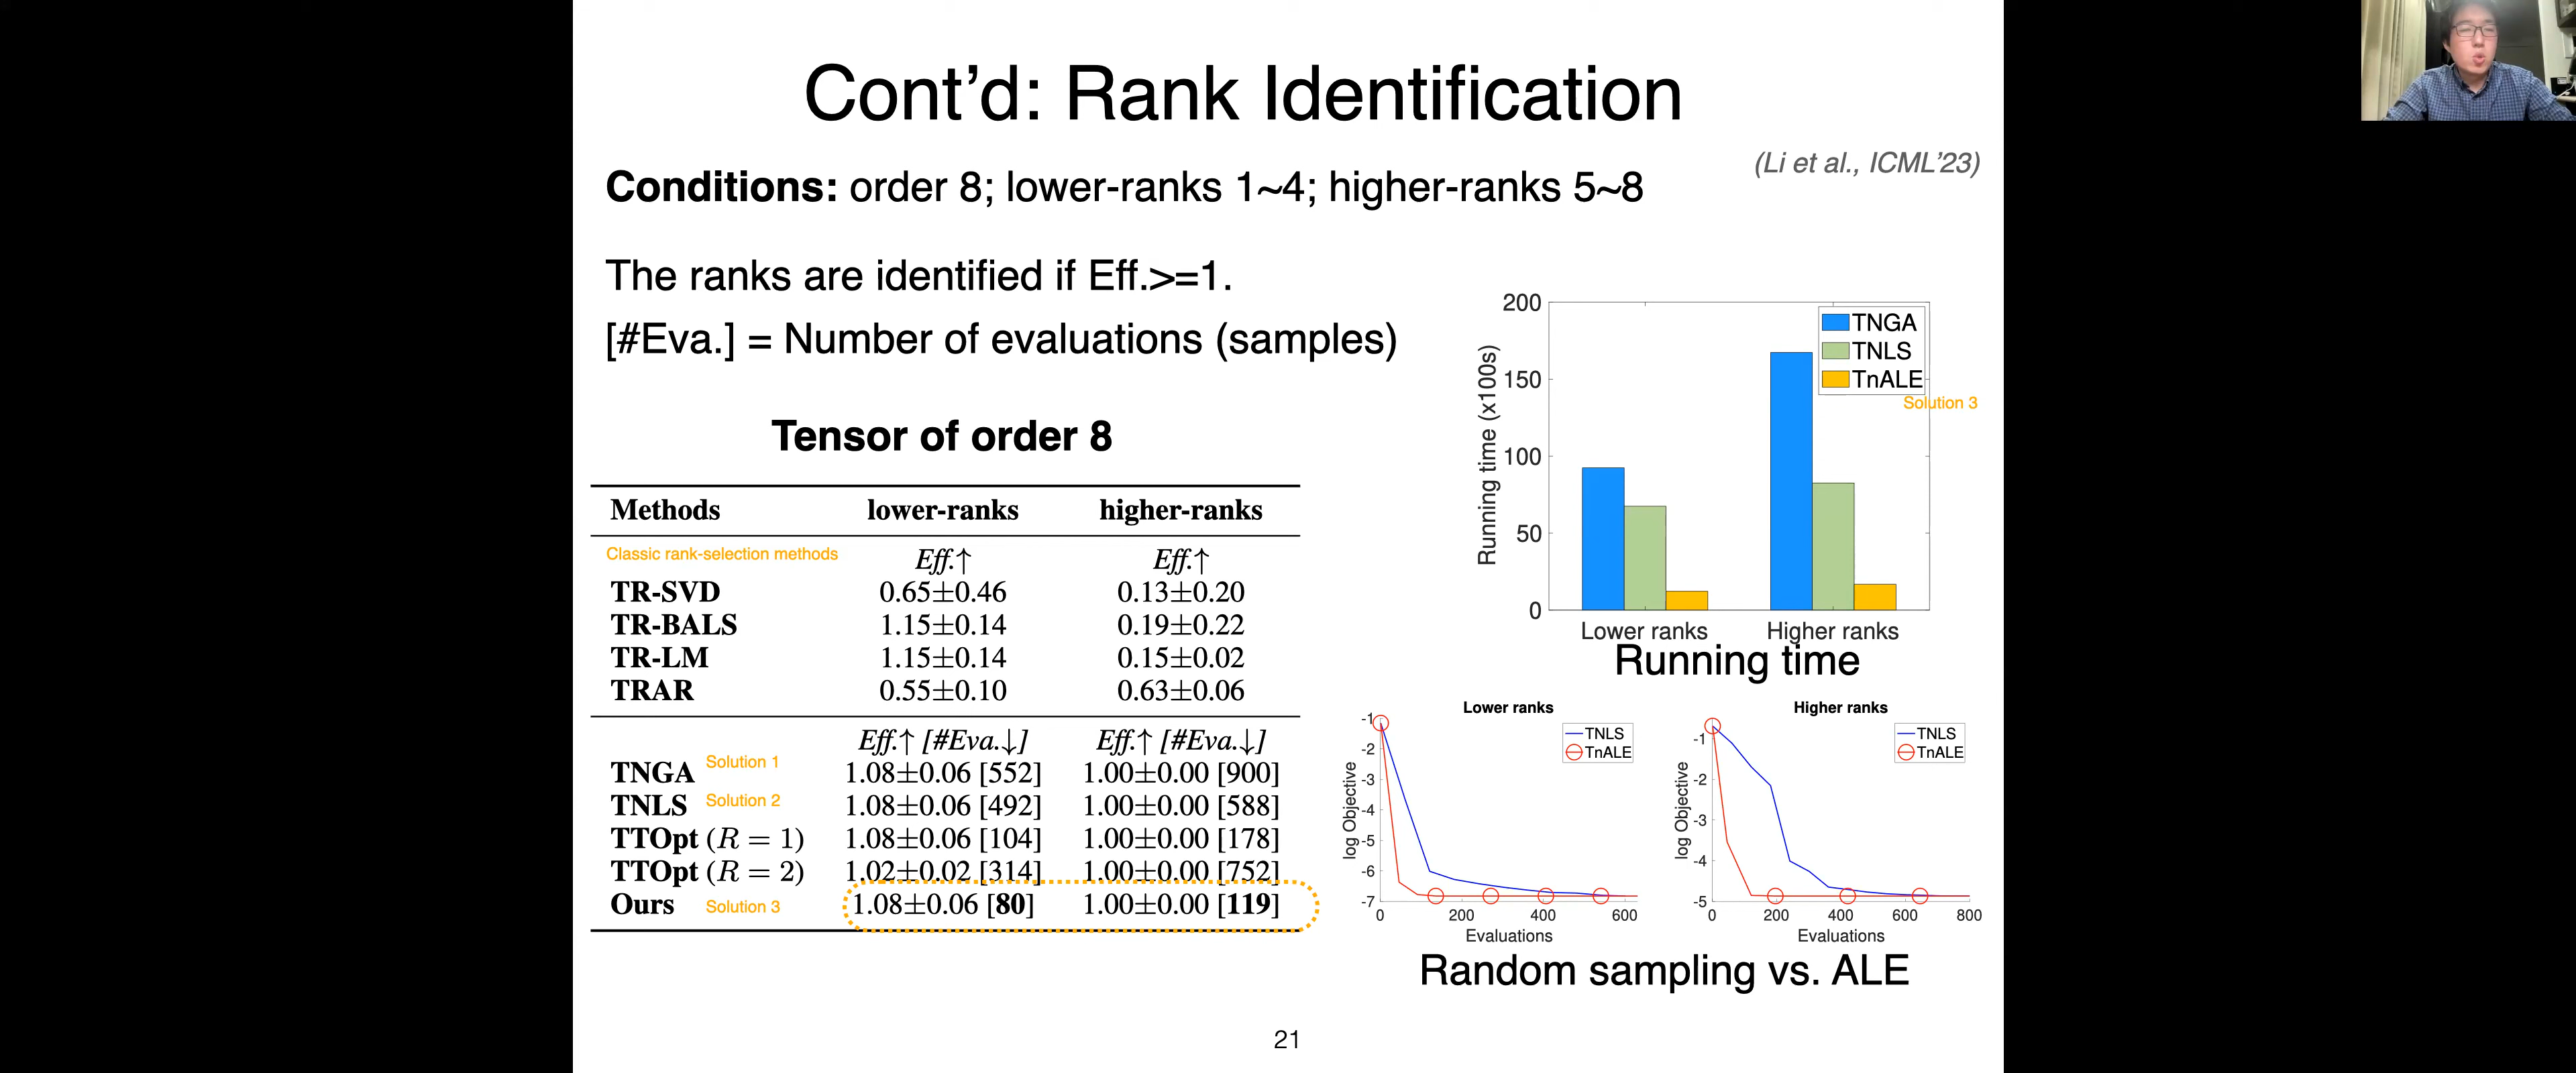 Cont'd: Rank Identification
(Li et al., ICML'23)
Conditions: order 8; lower-ranks 1~4; higher-ranks 5~8
The ranks are identified if Eff.>=1.
[#Eva.] = Number of evaluations (samples)
Tensor of order 8
Methods lower-ranks higher-ranks
Classic rank-selection methods Eff.↑ Eff.↑
TR-SVD 0.65±0.46 0.13±0.20
TR-BALS 1.15±0.14 0.19±0.22
TR-LM 1.15±0.14 0.15±0.02
TRAR 0.55±0.10 0.63±0.06
Eff.↑ [#Eva.↓] Eff.↑ [#Eva.↓]
TNGA Solution 1 1.08±0.06 [552] 1.00±0.00 [900]
TNLS Solution 2 1.08±0.06 [492] 1.00±0.00 [588]
TTOpt (R = 1) 1.08±0.06 [104] 1.00±0.00 [178]
TTOpt (R = 2) 1.02±0.02 [314] 1.00±0.00 [752]
Ours Solution 3 1.08±0.06 [80] 1.00±0.00 [119]
Running time (x100s)
200
150
100
50
0
TNGA
TNLS
TnALE
Solution 3
Lower ranks Higher ranks
Running time
Lower ranks
log Objective
-1
-2
-3
-4
-5
-6
-7
TNLS
TnALE
0 200 400 600
Evaluations
Higher ranks
log Objective
-1
-2
-3
-4
-5
TNLS
TnALE
0 200 400 600 800
Evaluations
Random sampling vs. ALE
21